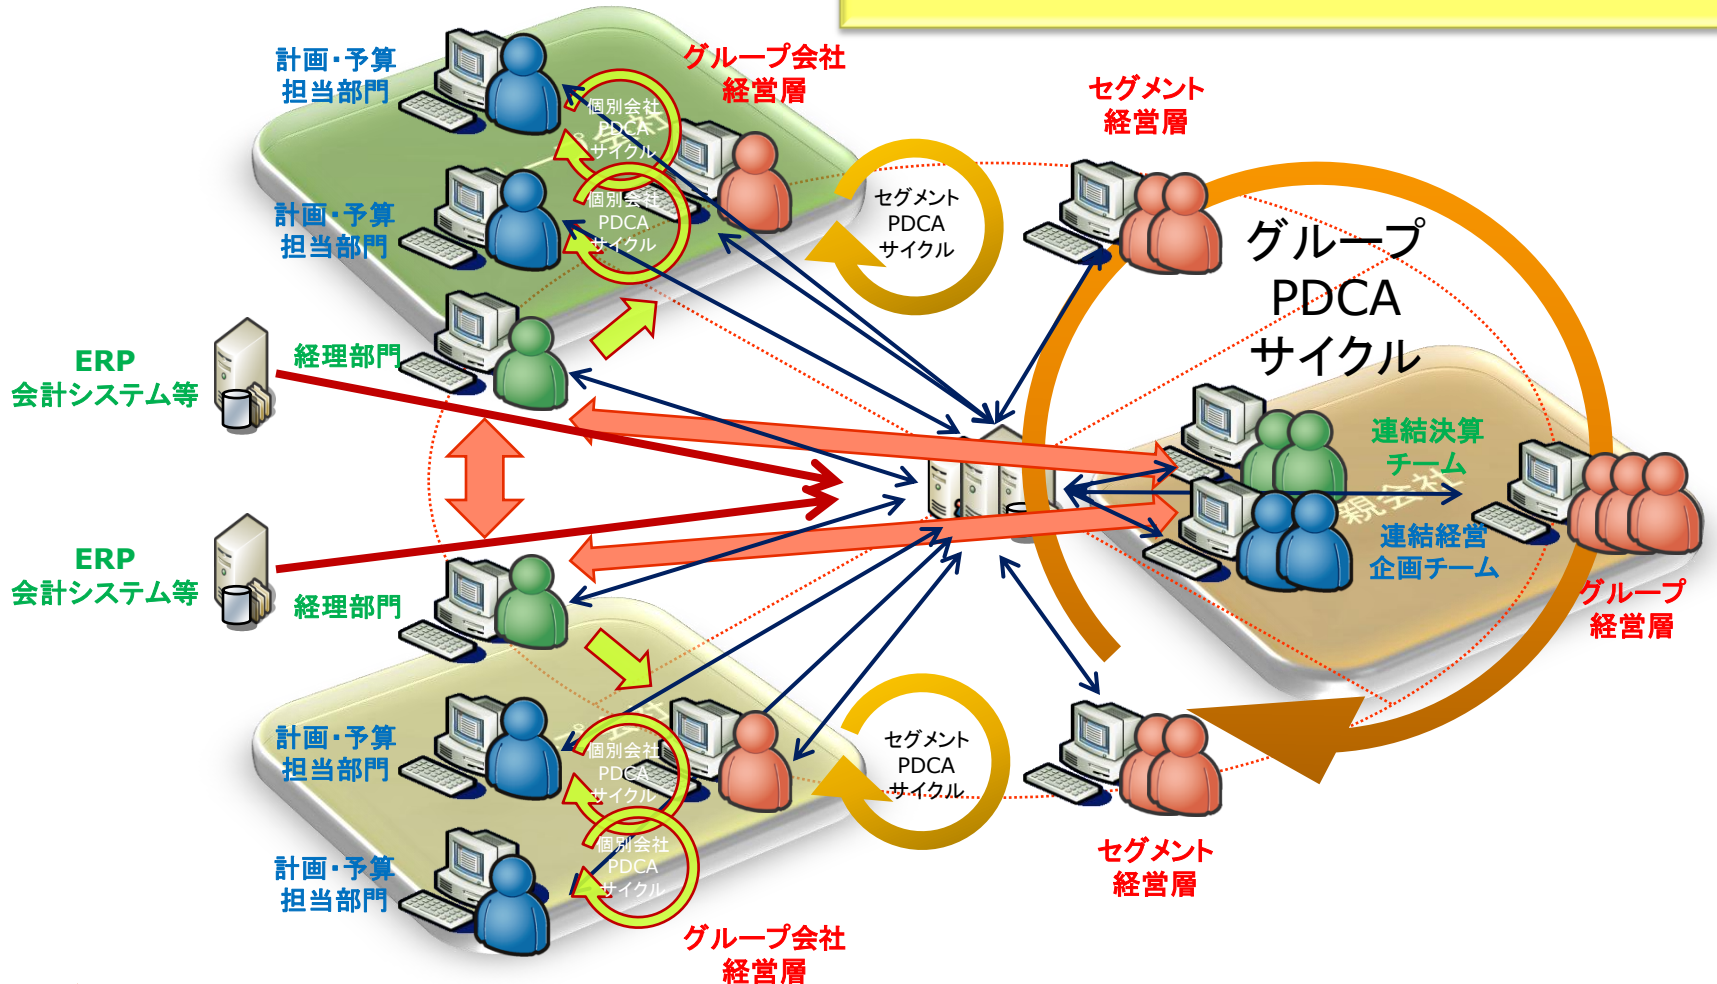 計画・予算
担当部門
グループ会社
経営層
セグメント
経営層
個別会社
PDCA
サイクル
計画・予算
担当部門
個別会社
PDCA
サイクル
セグメント
PDCA
サイクル
グループ
PDCA
サイクル
ERP
会計システム等
経理部門
連結決算
チーム
親会社
連結経営
企画チーム
グループ
経営層
ERP
会計システム等
経理部門
計画・予算
担当部門
個別会社
PDCA
サイクル
セグメント
PDCA
サイクル
計画・予算
担当部門
個別会社
PDCA
サイクル
セグメント
経営層
グループ会社
経営層